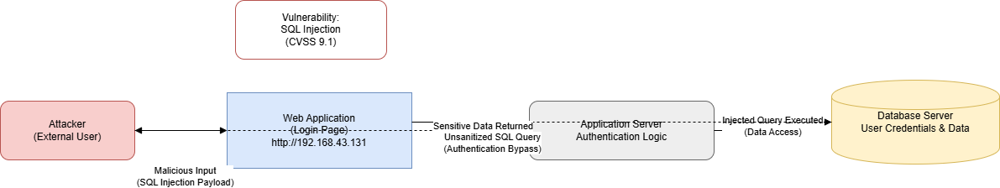 Vulnerability:
SQL Injection
(CVSS 9.1)
Attacker
(External User)
Malicious Input
(SQL Injection Payload)
Web Application
(Login Page)
http://192.168.43.131
Sensitive Data Returned
Unsanitized SQL Query
(Authentication Bypass)
Application Server
Authentication Logic
Injected Query Executed
(Data Access)
Database Server
User Credentials & Data